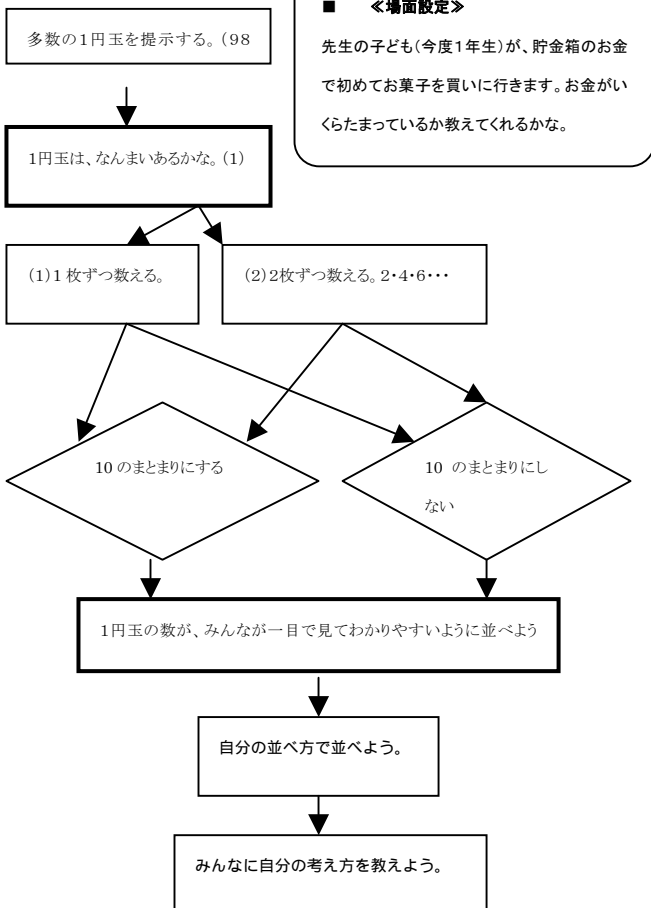 ■ ≪場面設定≫
先生の子ども(今度1年生)が、貯金箱のお金
で初めてお菓子を買いに行きます。お金がい
くらたまっているか教えてくれるかな。
多数の1円玉を提示する。(98
1円玉は、なんまいあるかな。(1)
(1)1枚ずつ数える。
(2)2枚ずつ数える。2・4・6・・・
10のまとまりにする
10 のまとまりにし
ない
1円玉の数が、みんなが一目で見てわかりやすいように並べよう
自分の並べ方で並べよう。
みんなに自分の考え方を教えよう。